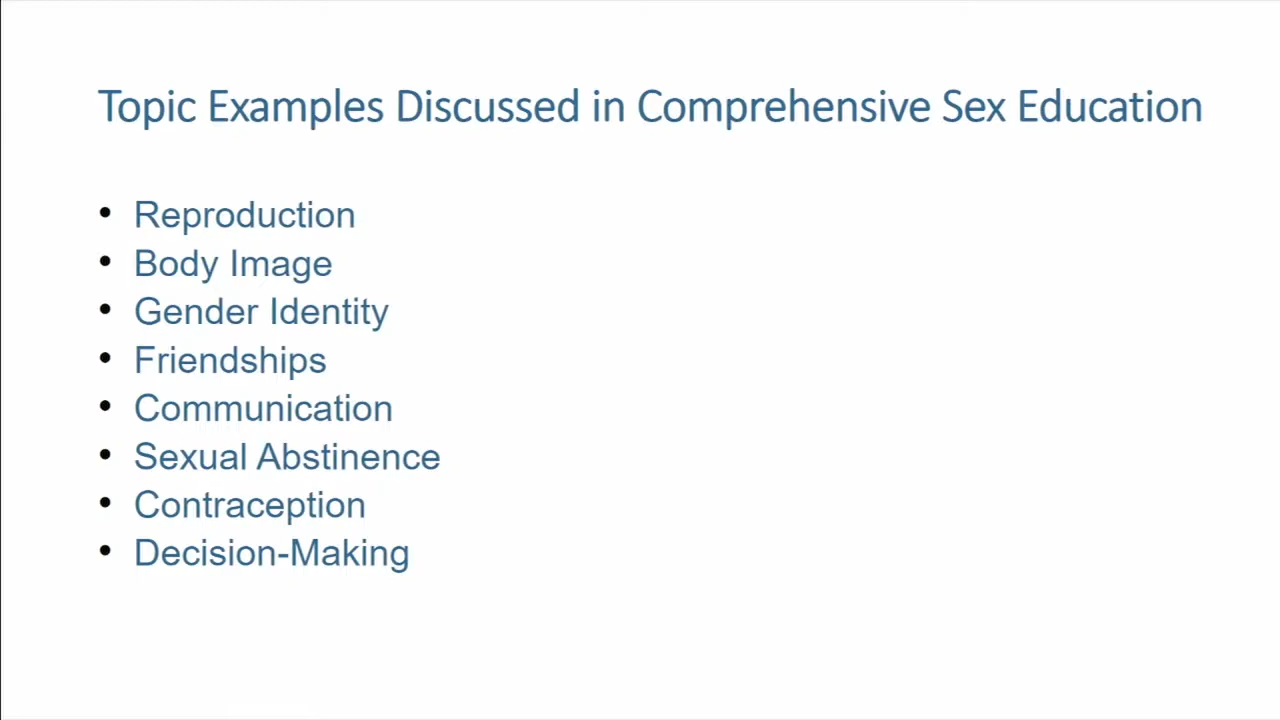 Topic Examples Discussed in Comprehensive Sex Education
• Reproduction
• Body Image
• Gender Identity
• Friendships
• Communication
• Sexual Abstinence
• Contraception
• Decision-Making